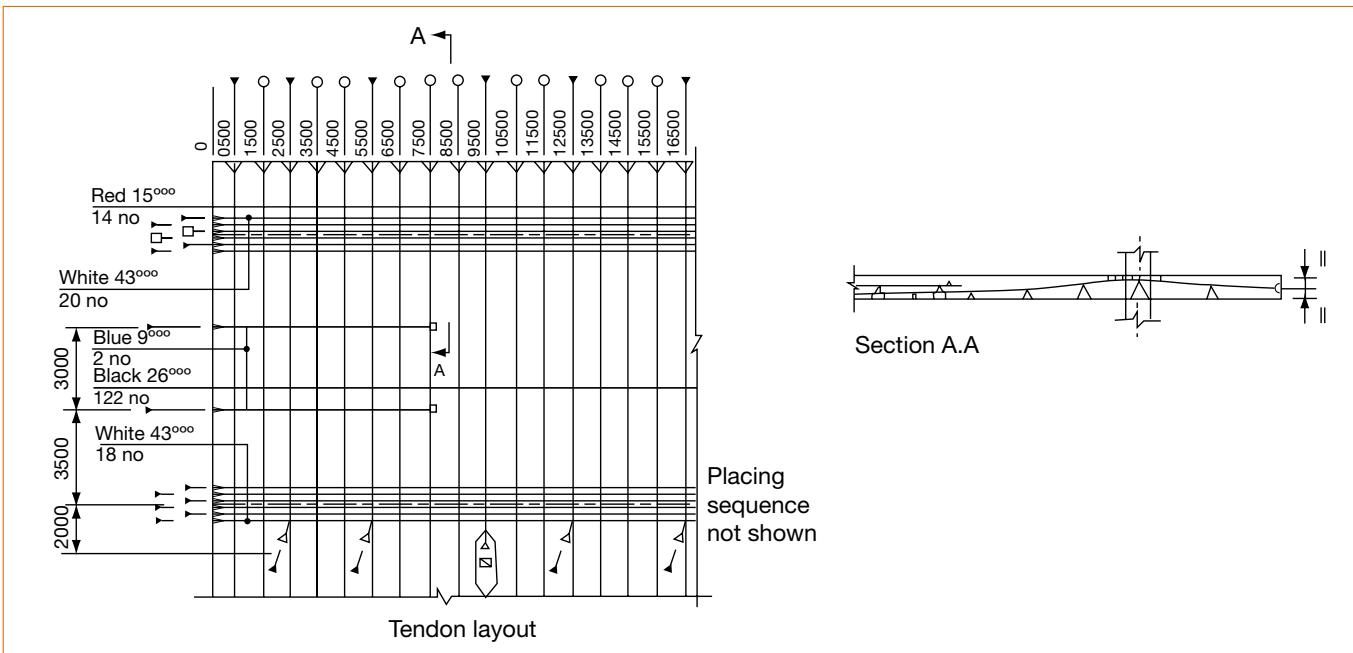 A
0
0500
1500
2500
3500
4500
5500
6500
7500
8500
9500
10500
11500
12500
13500
14500
15500
16500
Red 15ººº
14 no
White 43ººº
20 no
Blue 9ººº
2 no
Black 26ººº
122 no
White 43ººº
18 no
3000
3500
2000
A
Placing
sequence
not shown
Tendon layout
Section A.A
=
=